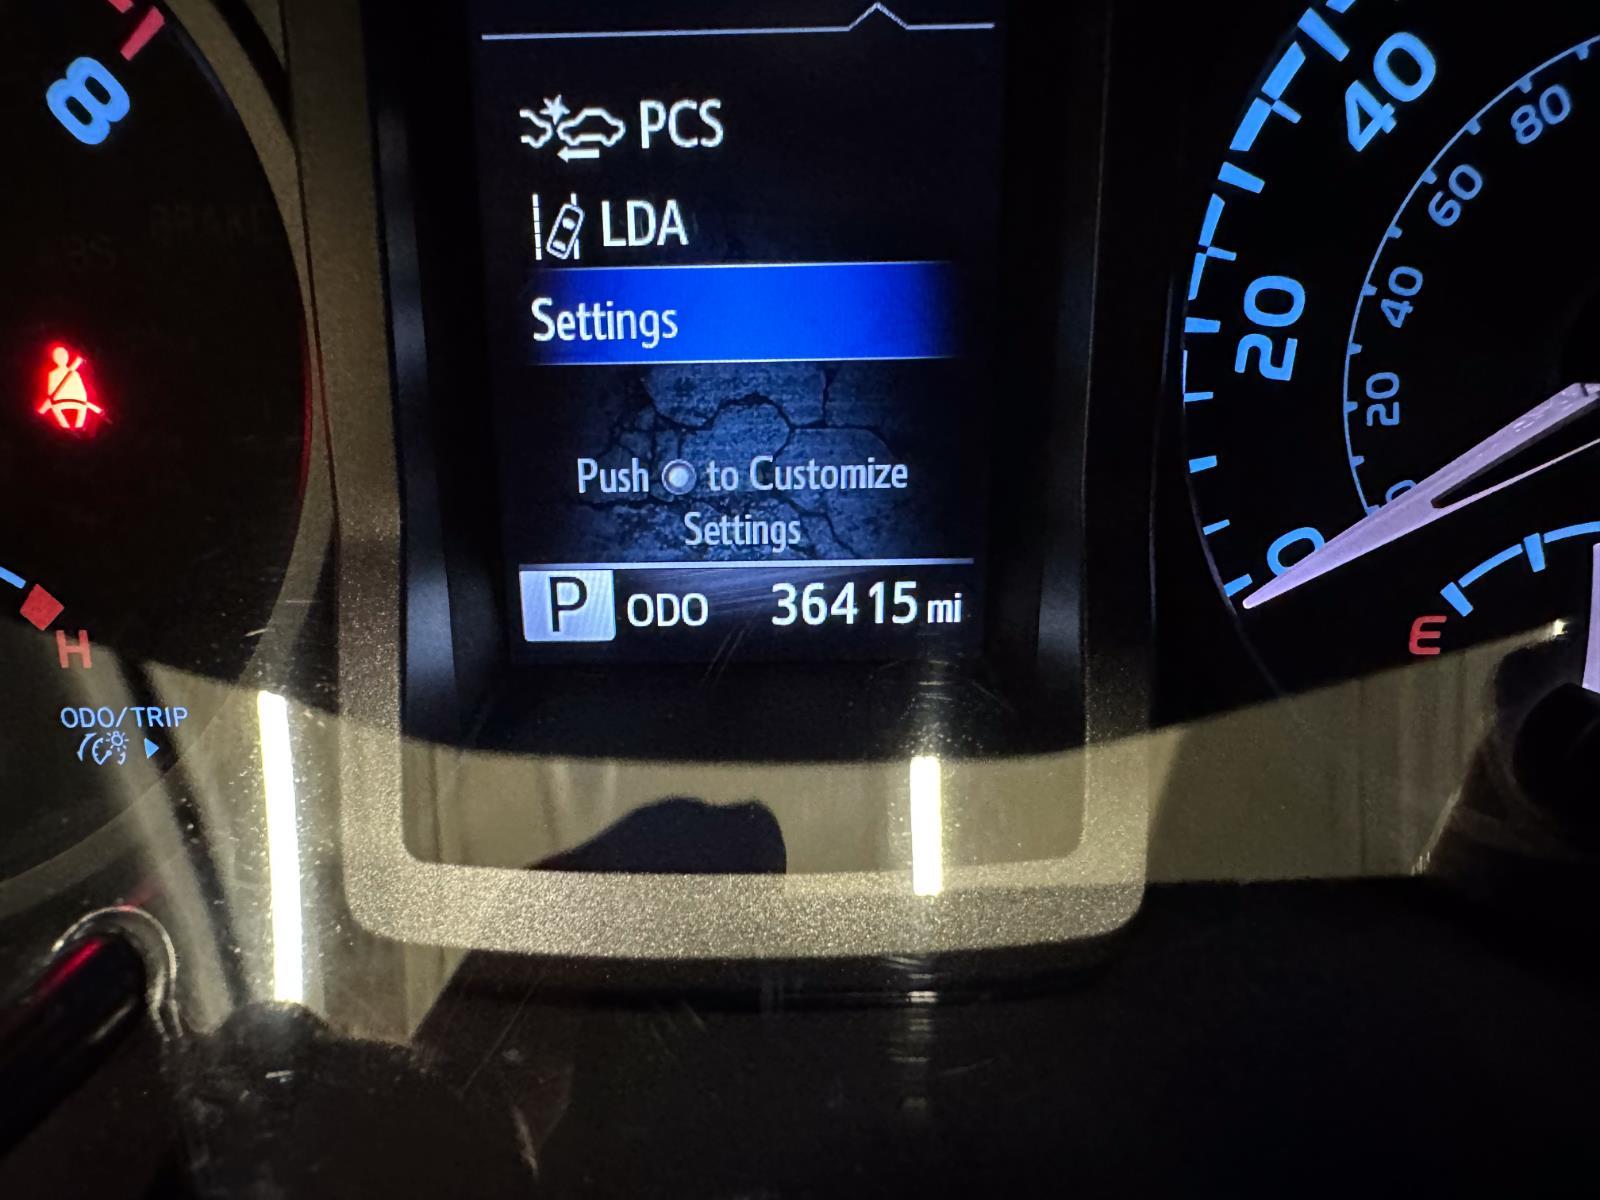 8
PCS
LDA
Settings
Push to Customize
Settings
P ODO 36415 mi
H
ODO/TRIP
40
20
0
80
60
40
20
0
E